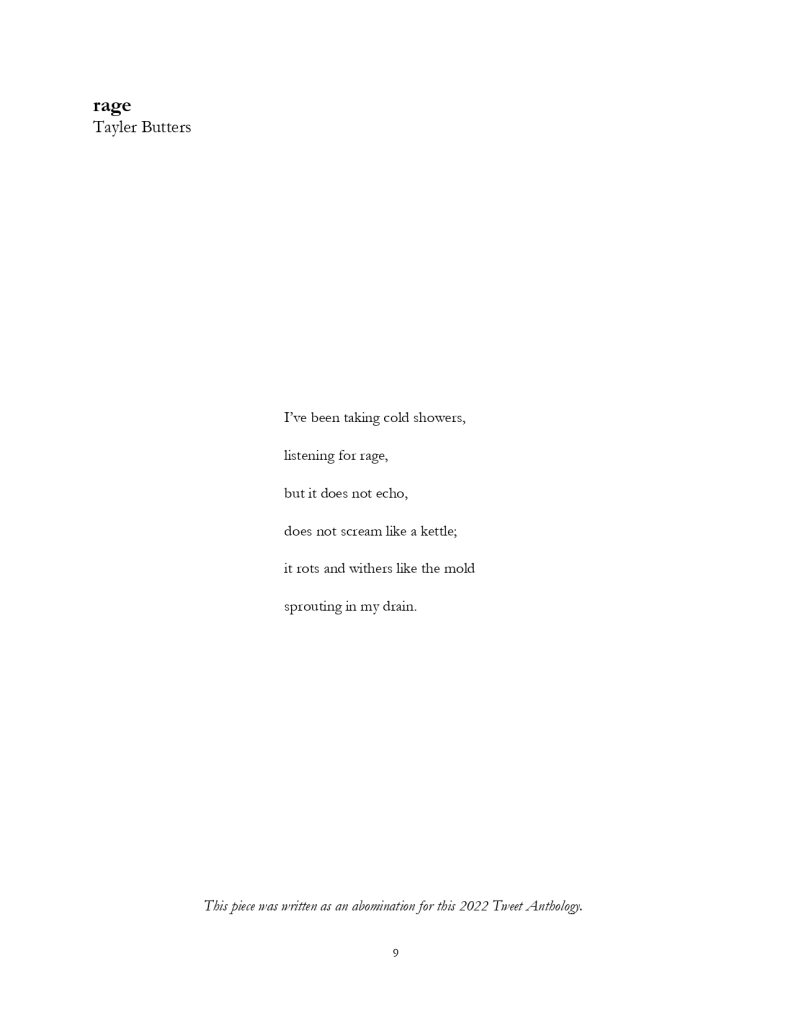 rage
Tayler Butters
I’ve been taking cold showers,
listening for rage,
but it does not echo,
does not scream like a kettle;
it rots and withers like the mold
sprouting in my drain.
This piece was written as an abomination for this 2022 Tweet Anthology.
9